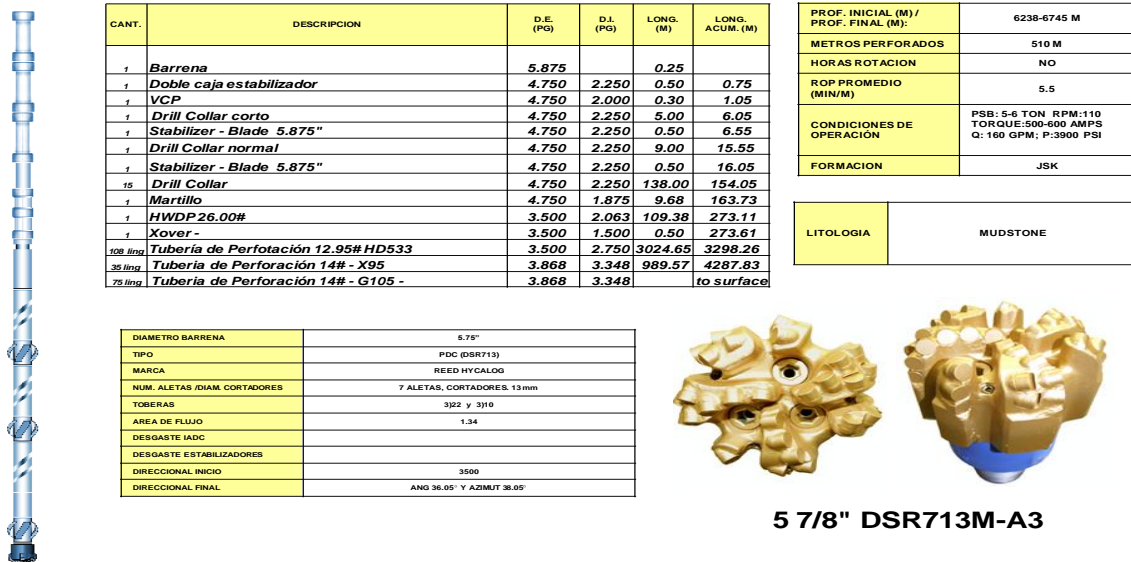 CANT. DESCRIPCION D.E. (PG) D.I. (PG) LONG. (M) LONG. ACUM. (M)
1 Barrena 5.875 0.25
1 Doble caja estabilizador 4.750 2.250 0.50 0.75
1 VCP 4.750 2.000 0.30 1.05
1 Drill Collar corto 4.750 2.250 5.00 6.05
1 Stabilizer - Blade 5.875" 4.750 2.250 0.50 6.55
1 Drill Collar normal 4.750 2.250 9.00 15.55
1 Stabilizer - Blade 5.875" 4.750 2.250 0.50 16.05
15 Drill Collar 4.750 2.250 138.00 154.05
1 Martillo 4.750 1.875 9.68 163.73
1 HWDP 26.00# 3.500 2.063 109.38 273.11
1 Xover - 3.500 1.500 0.50 273.61
108 ling Tubería de Perfotación 12.95# HD533 3.500 2.750 3024.65 3298.26
35 ling Tuberia de Perforación 14# - X95 3.868 3.348 989.57 4287.83
75 ling Tuberia de Perforación 14# - G105 - 3.868 3.348 to surface
PROF. INICIAL (M) / PROF. FINAL (M): 6238-6745 M
METROS PERFORADOS 510 M
HORAS ROTACION NO
ROP PROMEDIO (MIN/M) 5.5
CONDICIONES DE OPERACIÓN PSB: 5-6 TON RPM:110
TORQUE:500-600 AMPS
Q: 160 GPM; P:3900 PSI
FORMACION JSK
LITOLOGIA MUDSTONE
DIAMETRO BARRENA 5.75"
TIPO PDC (DSR713)
MARCA REED HYCALOG
NUM. ALETAS /DIAM. CORTADORES 7 ALETAS, CORTADORES. 13 mm
TOBERAS 3)22 y 3)10
AREA DE FLUJO 1.34
DESGASTE IADC
DESGASTE ESTABILIZADORES
DIRECCIONAL INICIO 3500
DIRECCIONAL FINAL ANG 36.05° Y AZIMUT 38.05°
5 7/8" DSR713M-A3